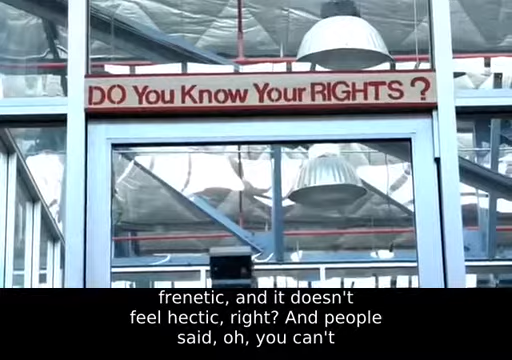 DO You Know Your RIGHTS ?
frenetic, and it doesn't
feel hectic, right? And people
said, oh, you can't